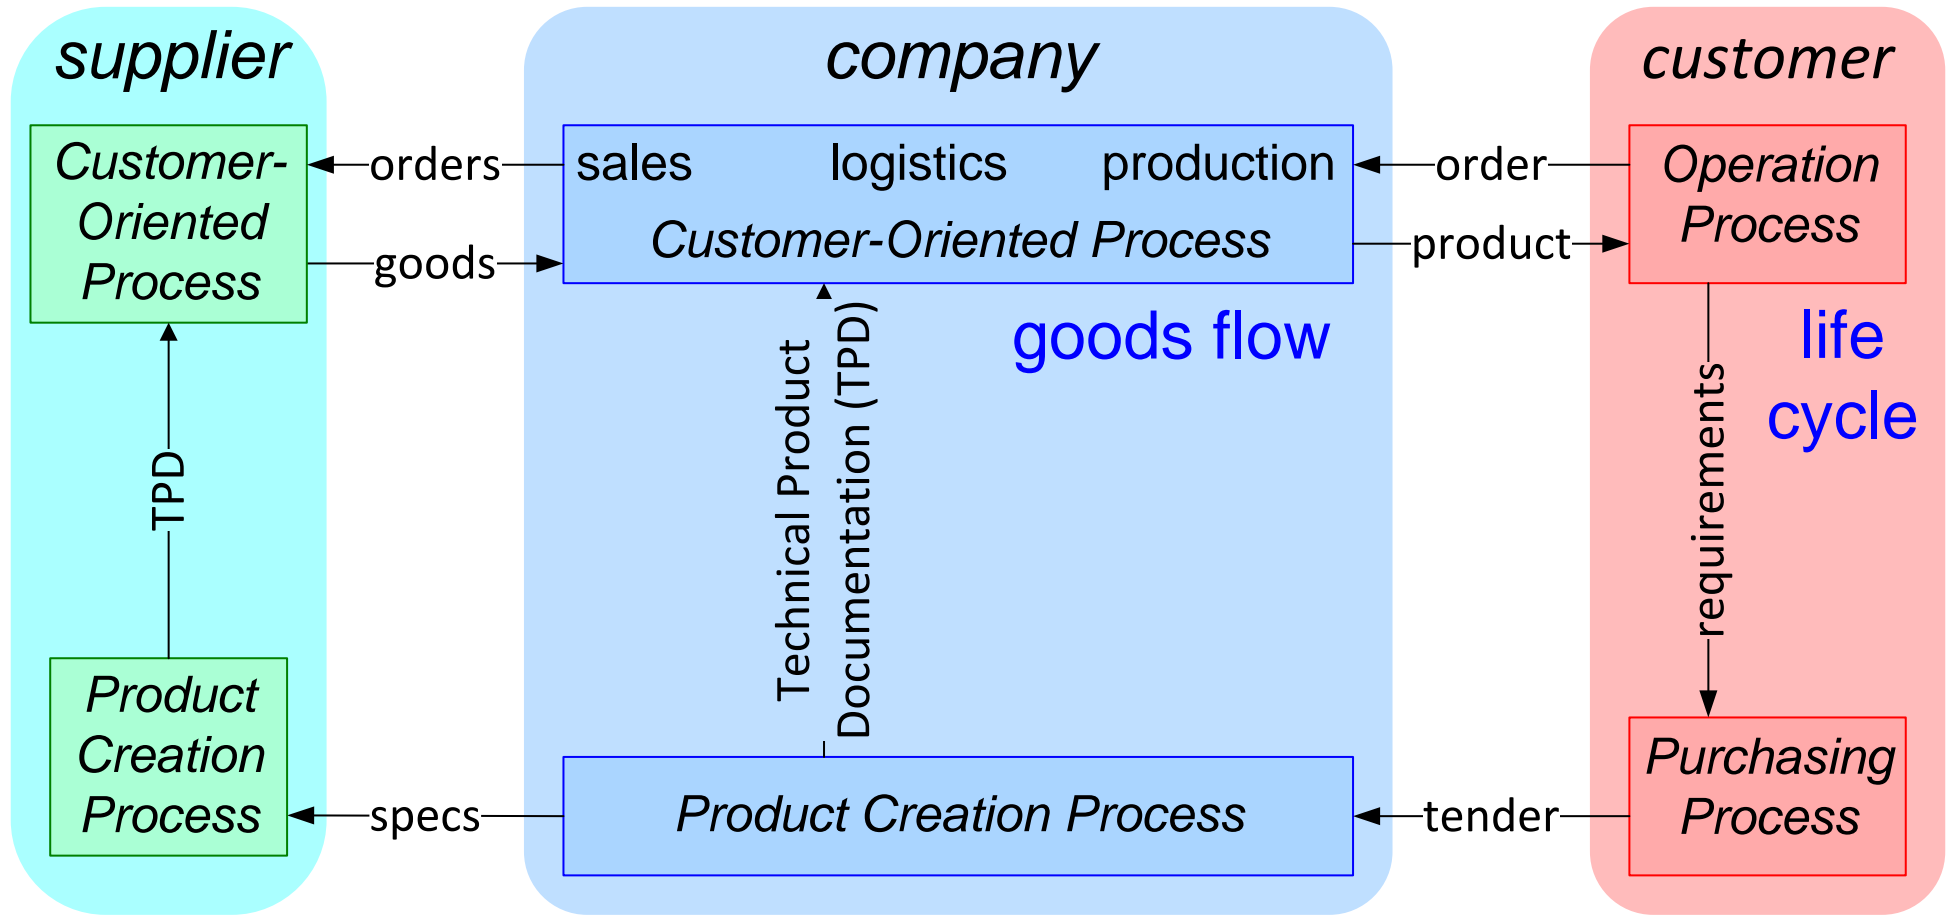 supplier
company
customer
Customer-
Oriented
Process
orders
goods
sales logistics production
Customer-Oriented Process
order
product
Operation
Process
goods flow
life
cycle
TPD
Technical Product
Documentation (TPD)
requirements
Product
Creation
Process
specs
Product Creation Process
tender
Purchasing
Process